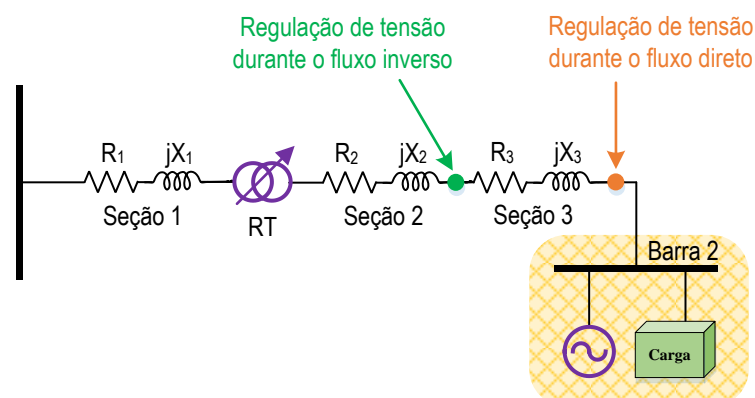 Regulação de tensão
durante o fluxo inverso
Regulação de tensão
durante o fluxo direto
R1 jX1 R2 jX2 R3 jX3
Seção 1 RT Seção 2 Seção 3
Barra 2
Carga